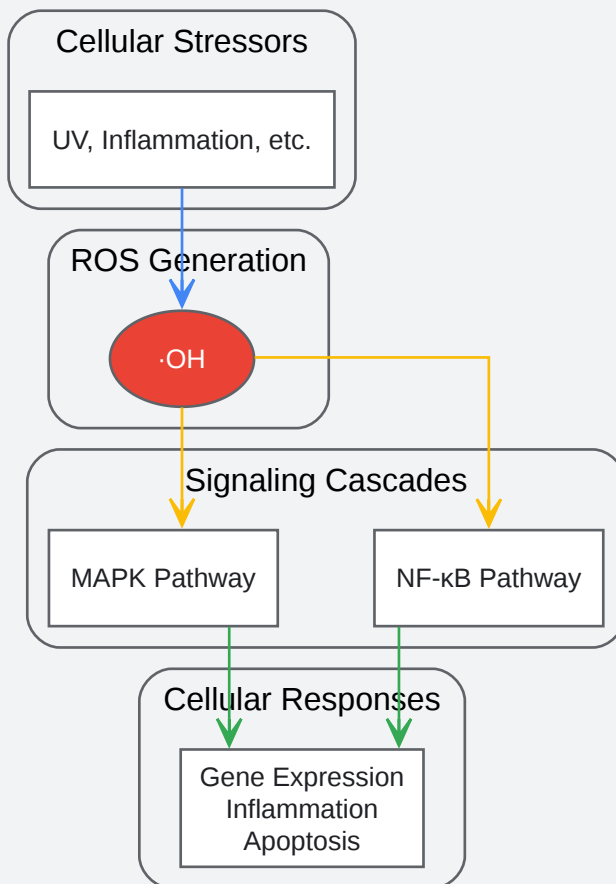 Cellular Stressors
UV, Inflammation, etc.
ROS Generation
·OH
Signaling Cascades
MAPK Pathway
NF-κB Pathway
Cellular Responses
Gene Expression
Inflammation
Apoptosis